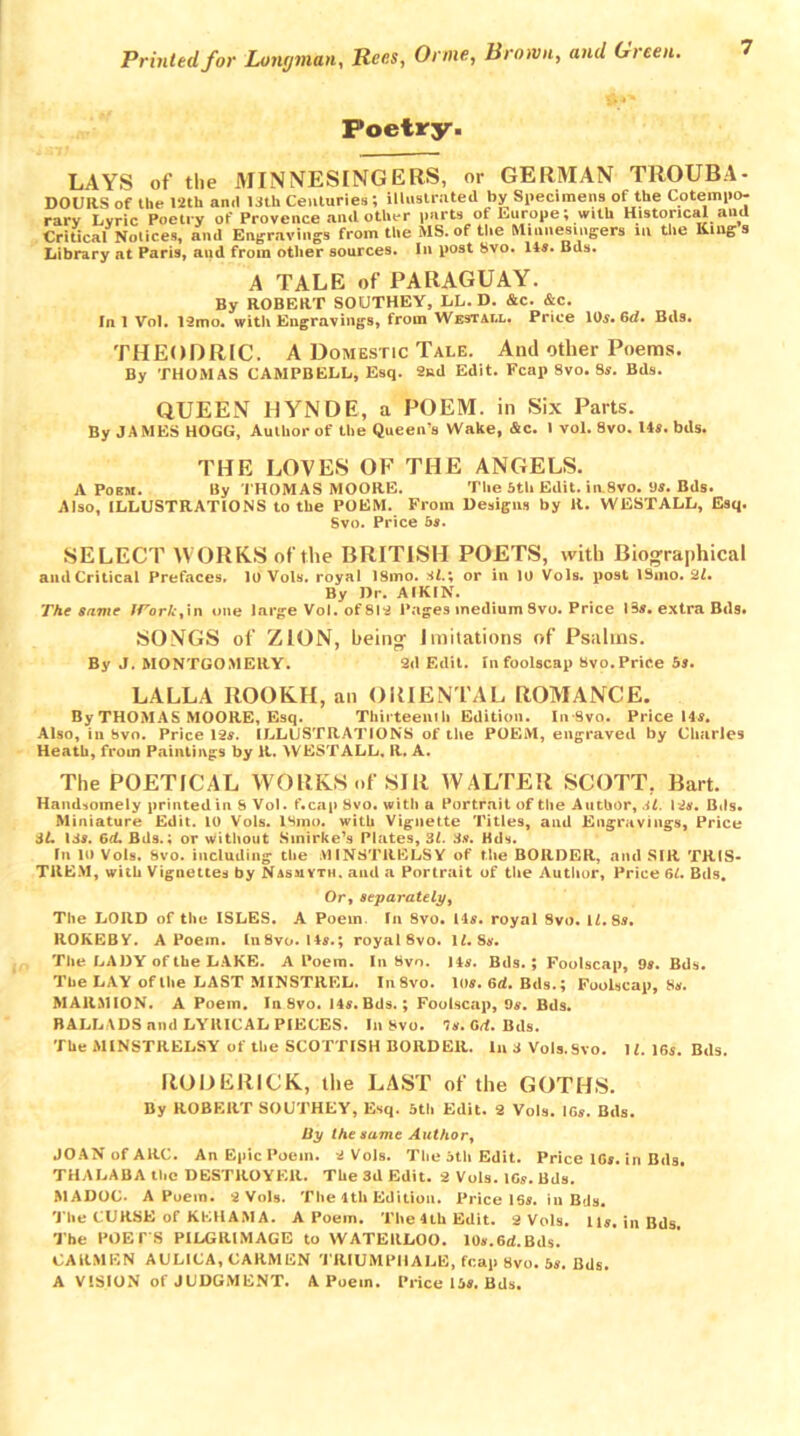 Printed for Longman, Rees, Orme, Brown, and Green. 7
Poetry.
LAYS of the MINNESINGERS, or GERMAN TROUBA-
DOURS of the 12th and 13th Centuries; illustrated by Specimens of the Cotempo-
rary Lyric Poetry of Provence and other parts of Europe; with Historical and
Critical Notices, and Engravings from the MS. of the Minnesingers in the King's
Library at Paris, and from other sources. In post 8vo. 14s. Bds.
A TALE of PARAGUAY.
By ROBERT SOUTHEY, LL. D. &c. &c.
In 1 Vol. 12mo. with Engravings, from WESTALL. Price 10s. 6d. Bds.
THEODRIC. A DOMESTIC TALE. And other Poems.
By THOMAS CAMPBELL, Esq. 2nd Edit. Fcap 8vo. 8s. Bds.
QUEEN HYNDE, a POEM. in Six Parts.
By JAMES HOGG, Author of the Queen's Wake, &c. 1 vol. 8vo. 14s. bds.
THE LOVES OF THE ANGELS.
A POEM. By THOMAS MOORE. The 5th Edit. in 8vo. 9s. Bds.
Also, ILLUSTRATIONS to the POEM. From Designs by R. WESTALL, Esq.
8vo. Price 5s.
SELECT WORKS of the BRITISH POETS, with Biographical
and Critical Prefaces. 10 Vols. royal 18mo. 3l.; or in 10 Vols. post 18mo. 2l.
By Dr. AIKIN.
The same Work, in one large Vol. of 812 Pages medium 8vo. Price 18s. extra Bds.
SONGS of ZION, being Imitations of Psalms.
By J. MONTGOMERY. 2d Edit. In foolscap 8vo. Price 5s.
LALLA ROOKH, an ORIENTAL ROMANCE.
By THOMAS MOORE, Esq. Thirteenth Edition. In 8vo. Price 14s.
Also, in 8vo. Price 12s. ILLUSTRATIONS of the POEM, engraved by Charles
Heath, from Paintings by R. WESTALL, R. A.
The POETICAL WORKS of SIR WALTER SCOTT, Bart.
Handsomely printed in 8 Vol. f.cap 8vo. with a Portrait of the Author, 3l. 12s. Bds.
Miniature Edit. 10 Vols. 18mo. with Vignette Titles, and Engravings, Price
3l. 13s. 6d. Bds.; or without Smirke's Plates, 3l. 3s. Bds.
In 10 Vols. 8vo. including the MINSTRELSY of the BORDER, and SIR TRIS-
TREM, with Vignettes by NASMYTH. and a Portrait of the Author, Price 6l. Bds.
Or, separately,
The LORD of the ISLES. A Poem. In 8vo. 14s. royal 8vo. 1l. 8s.
ROKEBY. A Poem. In 8vo. 14s.; royal 8vo. 1l. 8s.
The LADY of the LAKE. A Poem. In 8vo. 14s. Bds.; Foolscap, 9s. Bds.
The LAY of the LAST MINSTREL. In 8vo. 10s. 6d. Bds.; Foolscap, 8s.
MARMION. A Poem. In 8vo. 14s. Bds.; Foolscap, 9s. Bds.
BALLADS and LYRICAL PIECES. In 8vo. 7s. 6d. Bds.
The MINSTRELSY of the SCOTTISH BORDER. In 3 Vols. 8vo. 1l. 16s. Bds.
RODERICK, the LAST of the GOTHS.
By ROBERT SOUTHEY, Esq. 5th Edit. 2 Vols. 16s. Bds.
By the same Author,
JOAN of ARC. An Epic Poem. 2 Vols. The 5th Edit. Price 16s. in Bds.
THALABA the DESTROYER. The 3d Edit. 2 Vols. 16s. Bds.
MADOC. A Poem. 2 Vols. The 4th Edition. Price 16s. in Bds.
The CURSE of KEHAMA. A Poem. The 4th Edit. 2 Vols. 14s. in Bds.
The POET'S PILGRIMAGE to WATERLOO. 10s. 6d. Bds.
CARMEN AULICA, CARMEN TRIUMPHALE, fcap 8vo. 5s. Bds.
A VISION of JUDGMENT. A Poem. Price 15s. Bds.